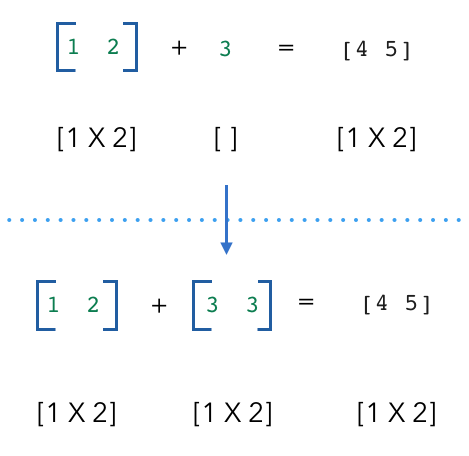 [1 2] + 3 = [4 5]
[1 X 2] [ ] [1 X 2]
[1 2] + [3 3] = [4 5]
[1 X 2] [1 X 2] [1 X 2]